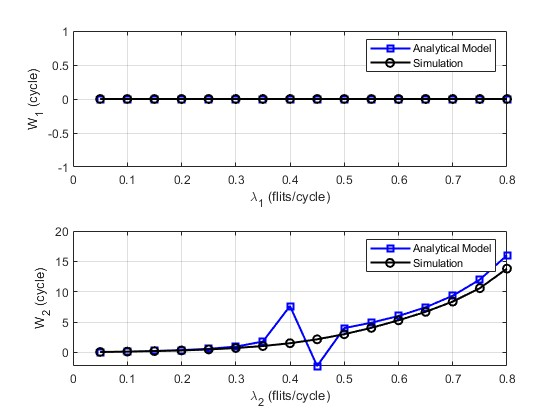 1
0.5
0
-0.5
-1
W1 (cycle)
Analytical Model
Simulation
0 0.1 0.2 0.3 0.4 0.5 0.6 0.7 0.8
λ1 (flits/cycle)
20
15
10
5
0
W2 (cycle)
Analytical Model
Simulation
0 0.1 0.2 0.3 0.4 0.5 0.6 0.7 0.8
λ2 (flits/cycle)